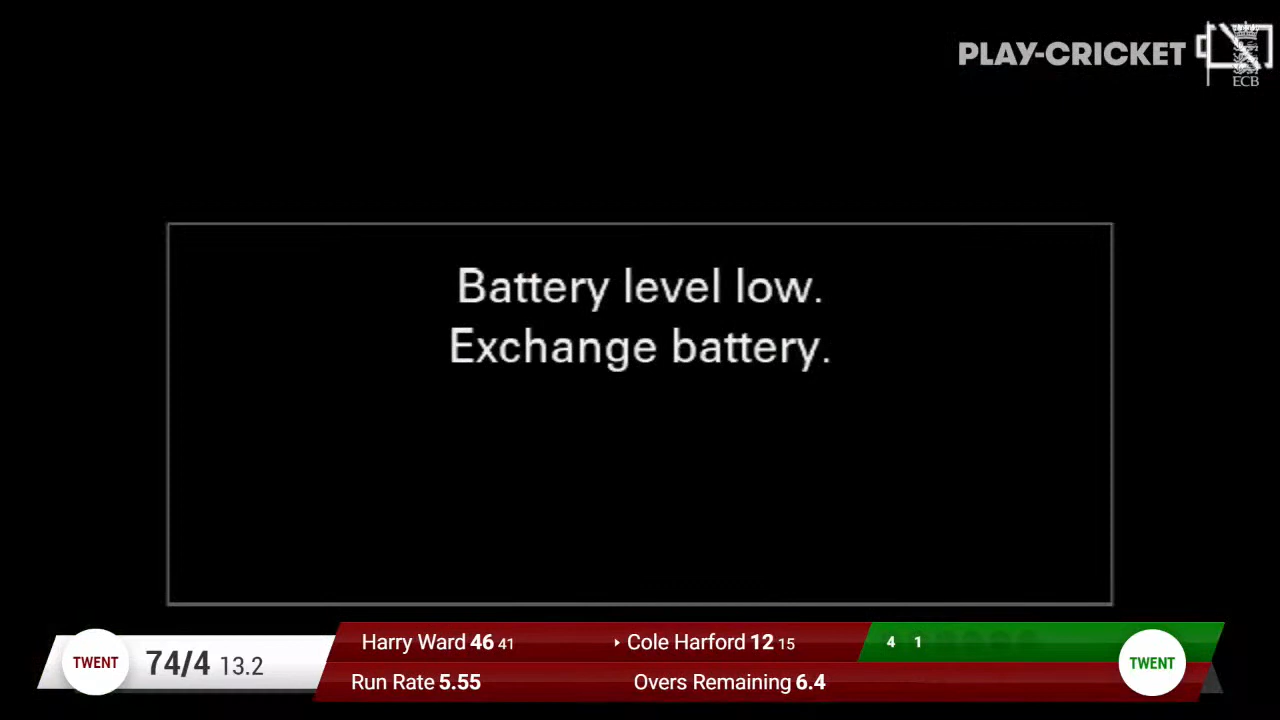 PLAY-CRICKET
ECB
Battery level low.
Exchange battery.
TWENT
74/4 13.2
Harry Ward 46 41
Cole Harford 12 15
4 1
Run Rate 5.55
Overs Remaining 6.4
TWENT